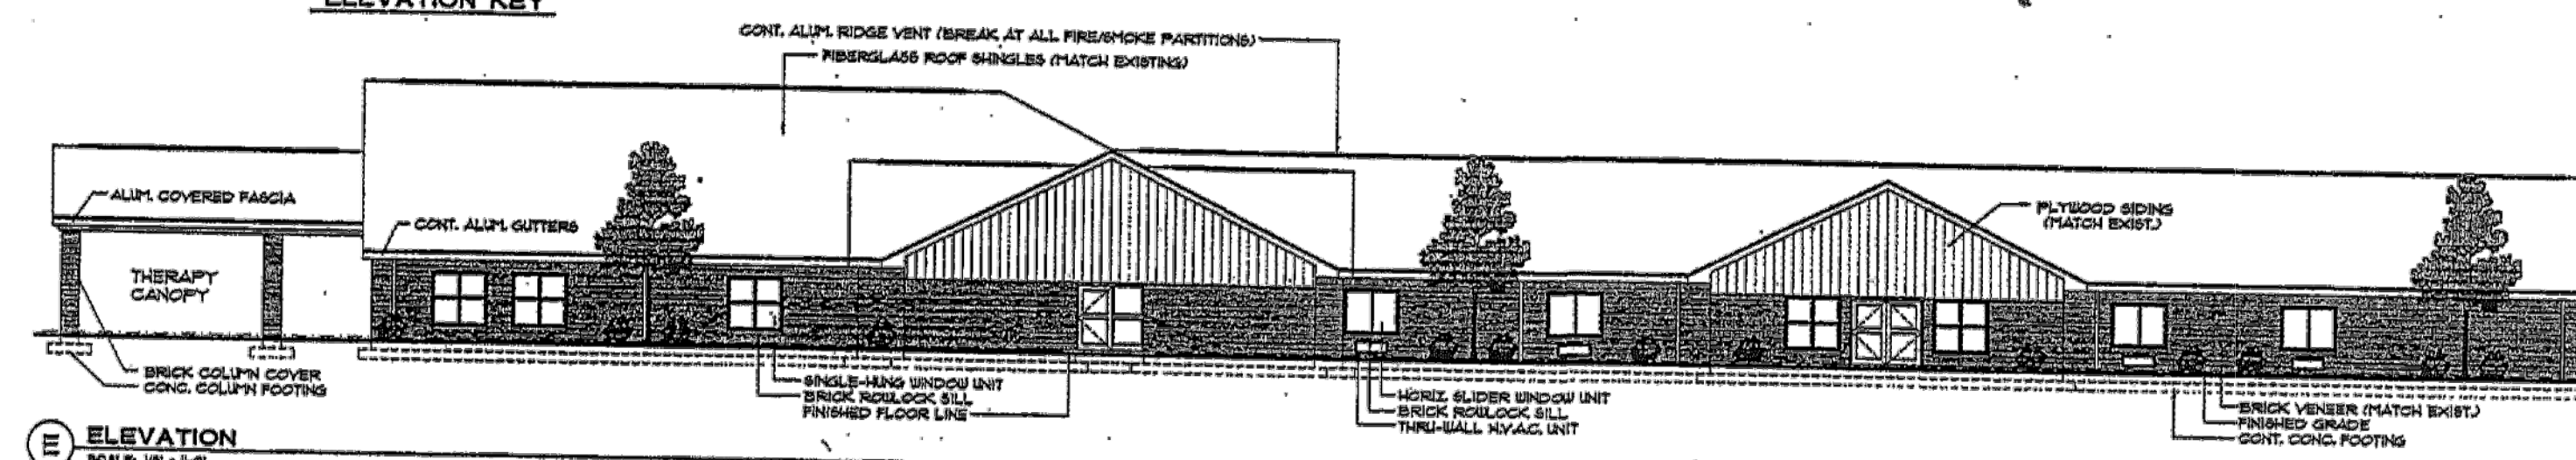 ELEVATION KEY
CONT. ALUM. RIDGE VENT (BREAK AT ALL FIRE/SMOKE PARTITIONS)
FIBERGLASS ROOF SHINGLES (MATCH EXISTING)
ALUM. COVERED FASCIA
CONT. ALUM. GUTTERS
PLYWOOD SIDING
(MATCH EXIST.)
THERAPY
CANOPY
BRICK COLUMN COVER
CONC. COLUMN FOOTING
SINGLE-HUNG WINDOW UNIT
BRICK ROWLOCK SILL
FINISHED FLOOR LINE
HORIZ. SLIDER WINDOW UNIT
BRICK ROWLOCK SILL
THRU-WALL H.V.A.C. UNIT
BRICK VENEER (MATCH EXIST.)
FINISHED GRADE
CONT. CONC. FOOTING
E
ELEVATION